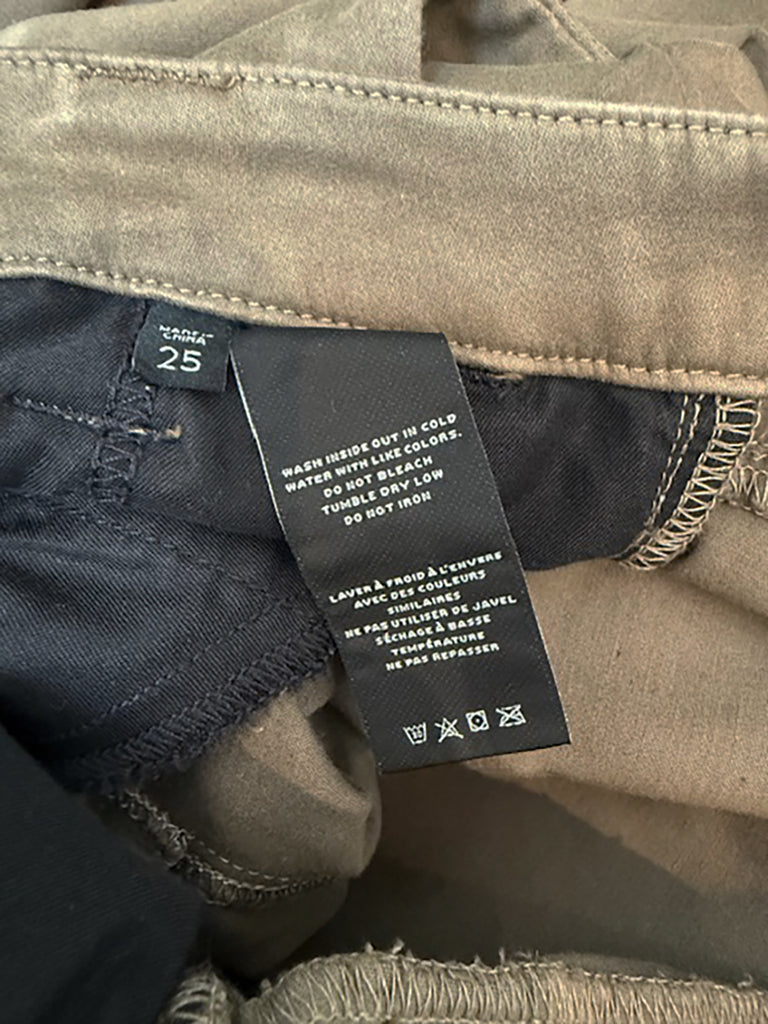 MADE IN
CHINA
25
WASH INSIDE OUT IN COLD
WATER WITH LIKE COLORS.
DO NOT BLEACH
TUMBLE DRY LOW
DO NOT IRON
LAVER À FROID À L'ENVERS
AVEC DES COULEURS
SIMILAIRES
NE PAS UTILISER DE JAVEL
SÉCHAGE À BASSE
TEMPÉRATURE
NE PAS REPASSER